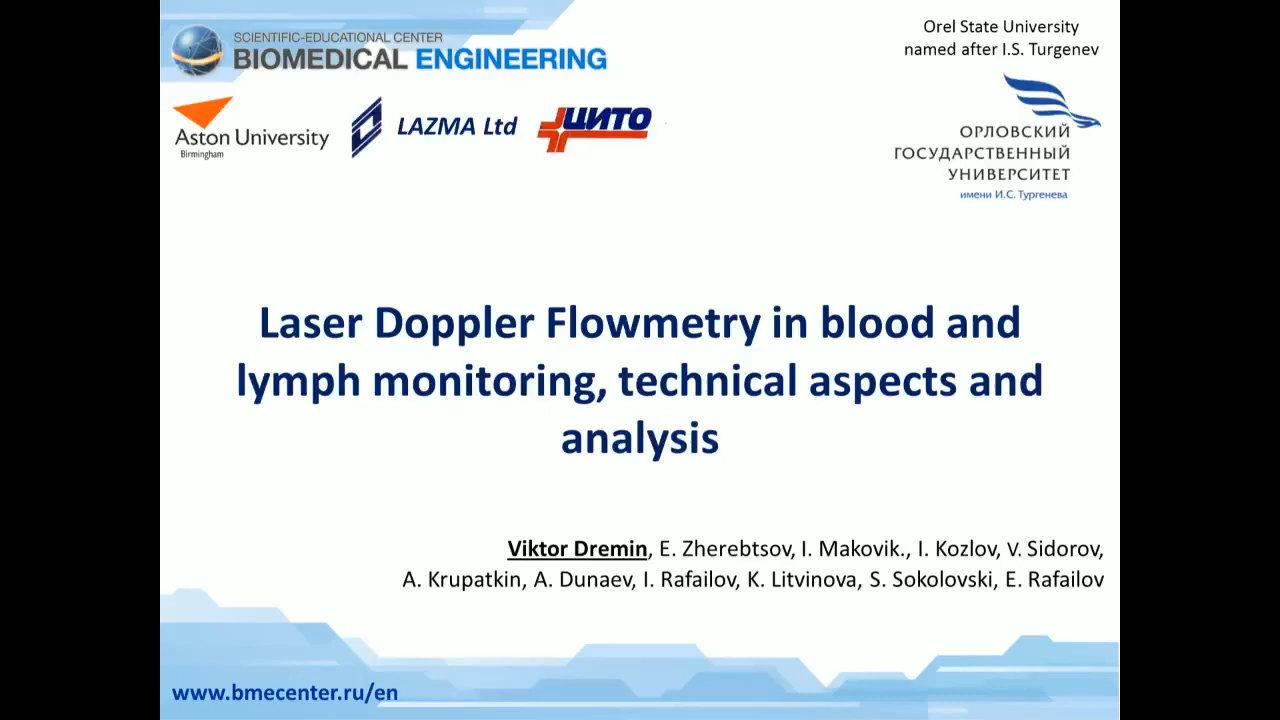 SCIENTIFIC-EDUCATIONAL CENTER
BIOMEDICAL ENGINEERING
Orel State University
named after I.S. Turgenev
Aston University
Birmingham
LAZMA Ltd
ЦИТО
ОРЛОВСКИЙ
ГОСУДАРСТВЕННЫЙ
УНИВЕРСИТЕТ
имени И.С. Тургенева
Laser Doppler Flowmetry in blood and
lymph monitoring, technical aspects and
analysis
Viktor Dremin, E. Zherebtsov, I. Makovik., I. Kozlov, V. Sidorov,
A. Krupatkin, A. Dunaev, I. Rafailov, K. Litvinova, S. Sokolovski, E. Rafailov
www.bmecenter.ru/en